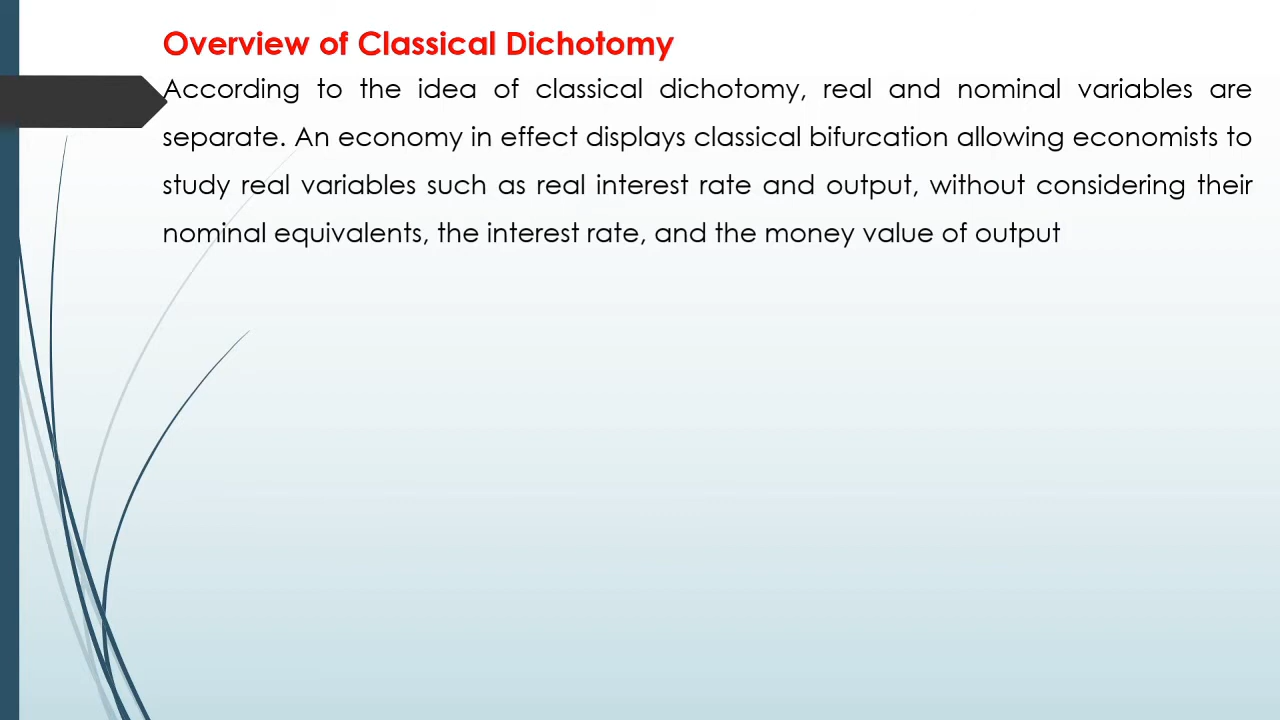 Overview of Classical Dichotomy
According to the idea of classical dichotomy, real and nominal variables are
separate. An economy in effect displays classical bifurcation allowing economists to
study real variables such as real interest rate and output, without considering their
nominal equivalents, the interest rate, and the money value of output